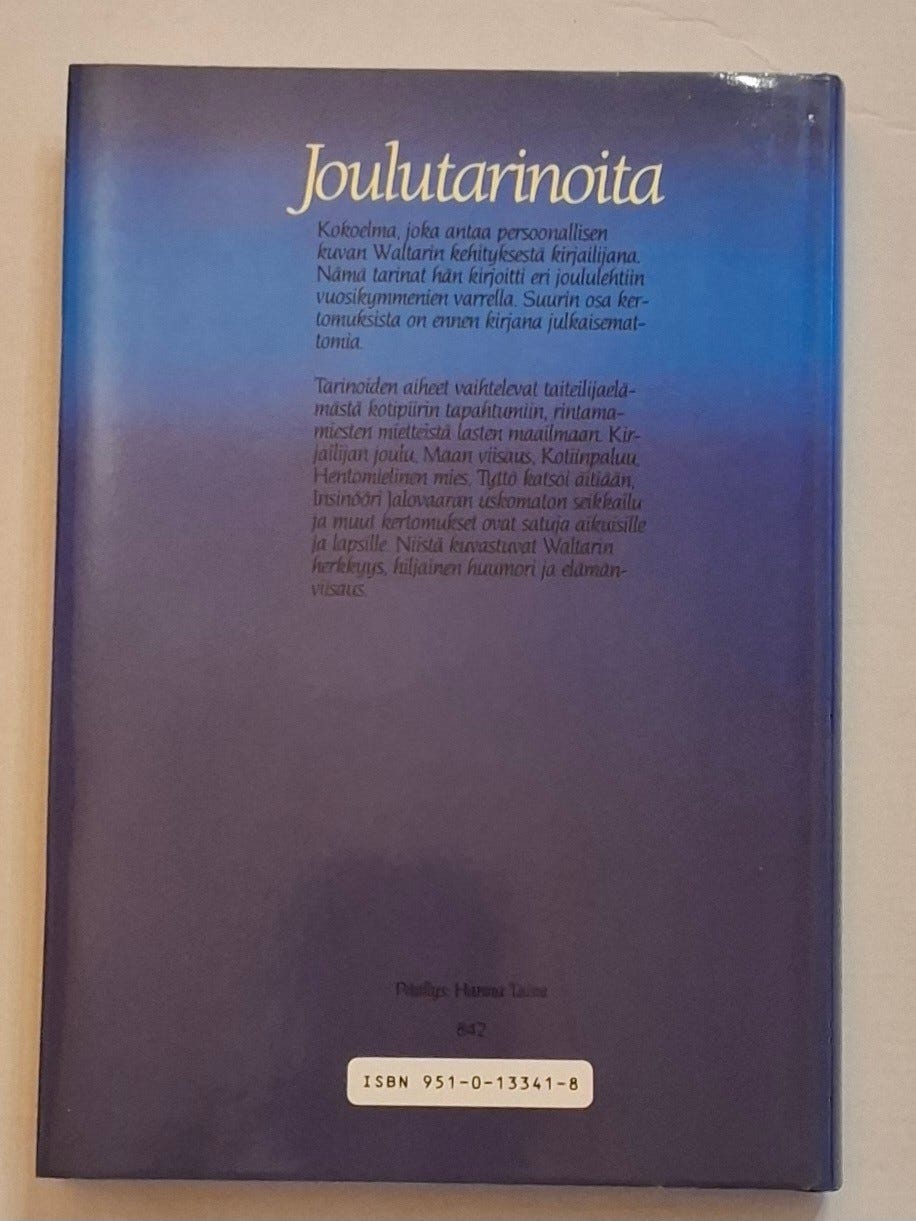 Joulutarinoita
Kokoelma, joka antaa persoonallisen
kuvan Waltarin kehityksestä kirjailijana.
Nämä tarinat hän kirjoitti eri joululehtiin
vuosikymmenien varrella. Suurin osa ker-
tomuksista on ennen kirjana julkaisemat-
tomia.
Tarinoiden aiheet vaihtelevat taiteilijaelä-
mästä kotipiirin tapahtumiin, rintama-
miesten mietteistä lasten maailmaan. Kir-
jailijan joulu, Maan viisaus, Kotiinpaluu,
Hentomielinen mies, Tyttö katsoi äitiään,
Insinööri Jalovaaran uskomaton seikkailu
ja muut kertomukset ovat satuja aikuisille
ja lapsille. Niistä kuvastuvat Waltarin
herkkyys, hiljainen huumori ja elämän-
viisaus.
Päällys: Hannu
842
ISBN 951-0-13341-8